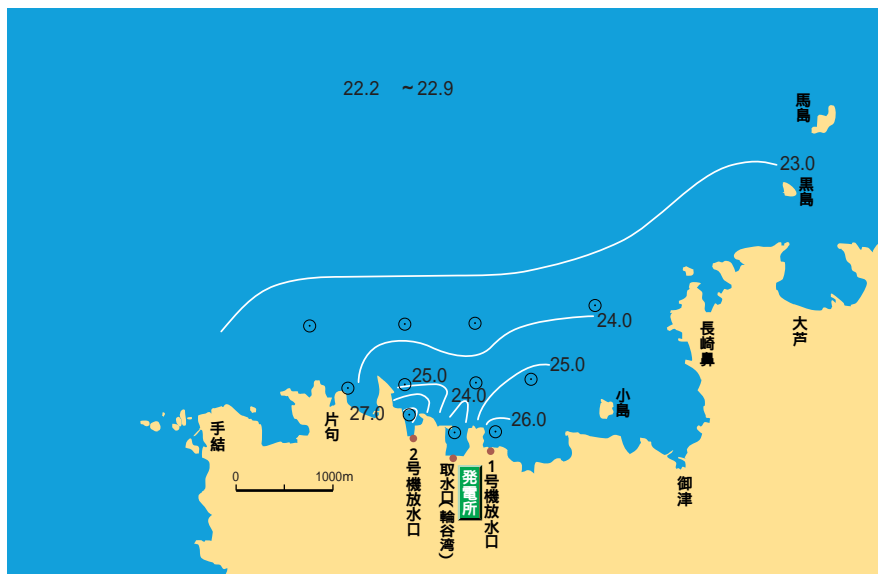 22.2 ～22.9
馬島
23.0
黒島
24.0
長崎鼻
大芦
25.0
25.0
24.0
小島
27.0
26.0
手結
片句
2号機放水口
取水口(輪谷湾)
発電所
1号機放水口
御津
0 1000m